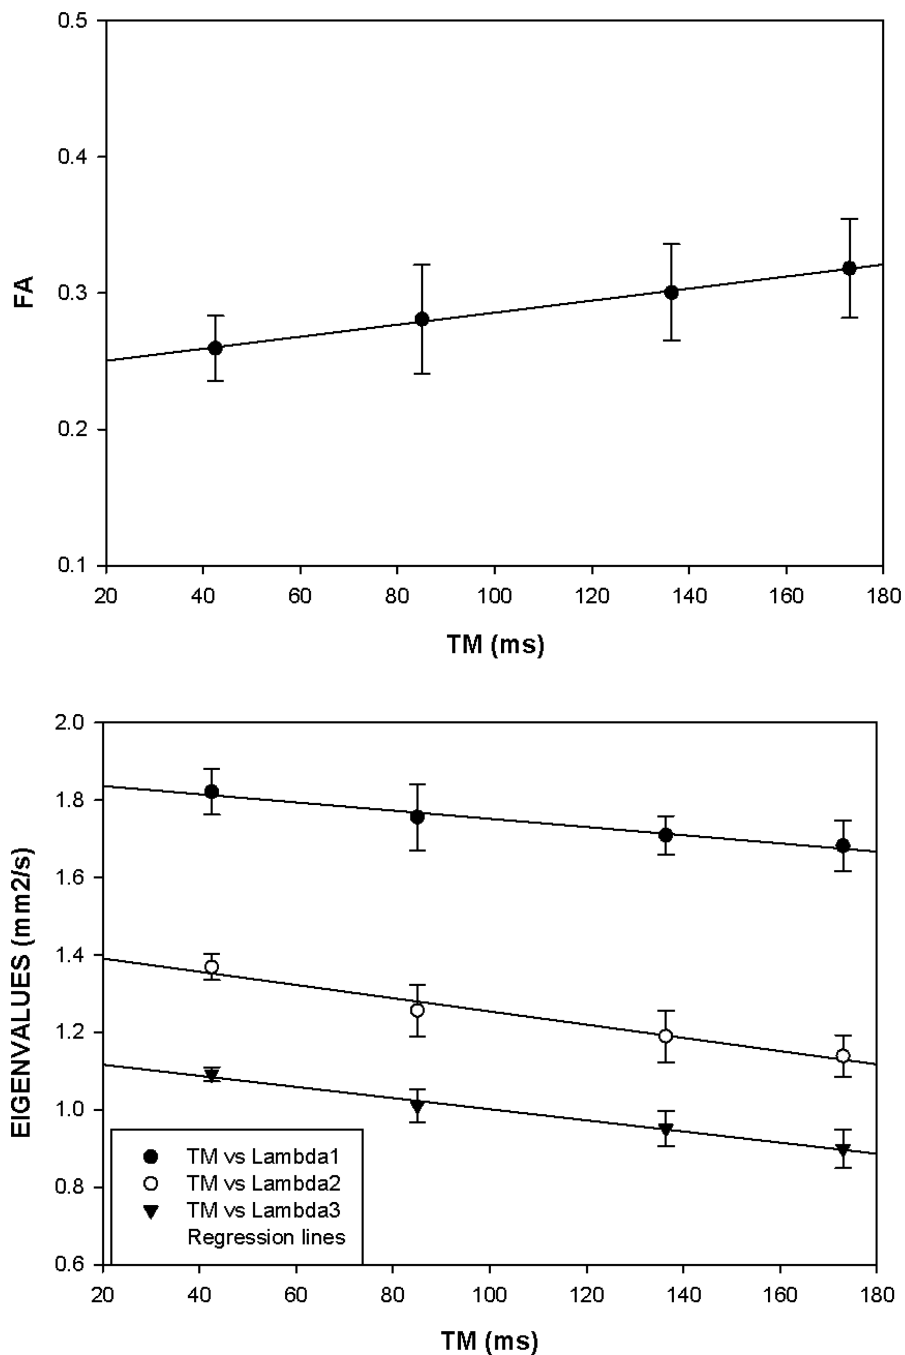 0.5
0.4
0.3
0.2
0.1
FA
20 40 60 80 100 120 140 160 180
TM (ms)
2.0
1.8
1.6
1.4
1.2
1.0
0.8
0.6
EIGENVALUES (mm2/s)
TM vs Lambda1
TM vs Lambda2
TM vs Lambda3
Regression lines
20 40 60 80 100 120 140 160 180
TM (ms)